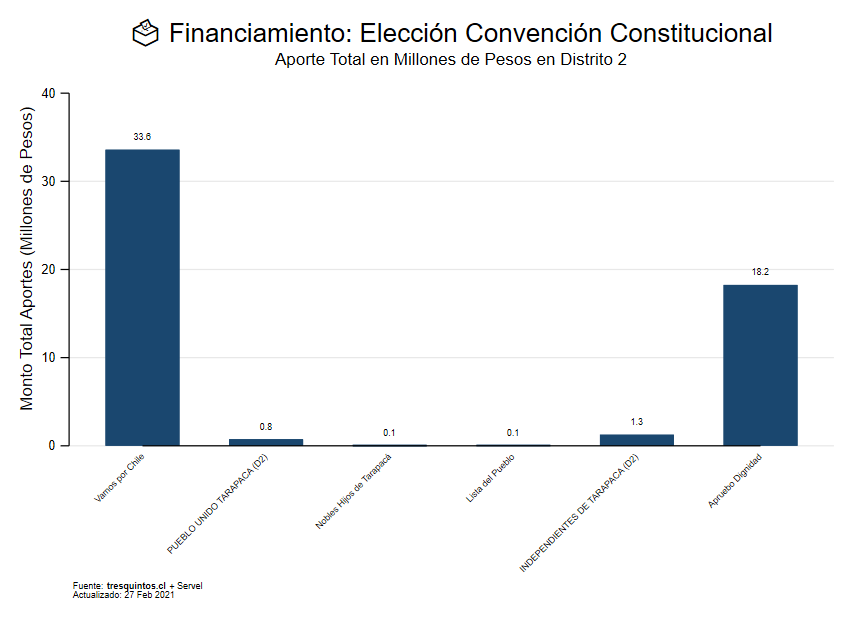 Financiamiento: Elección Convención Constitucional
Aporte Total en Millones de Pesos en Distrito 2
Monto Total Aportes (Millones de Pesos)
40
30
20
10
0
33.6
0.8
0.1
0.1
1.3
18.2
Vamos por Chile
PUEBLO UNIDO TARAPACA (D2)
Nobles Hijos de Tarapacá
Lista del Pueblo
INDEPENDIENTES DE TARAPACA (D2)
Apruebo Dignidad
Fuente: tresquintos.cl + Servel
Actualizado: 27 Feb 2021